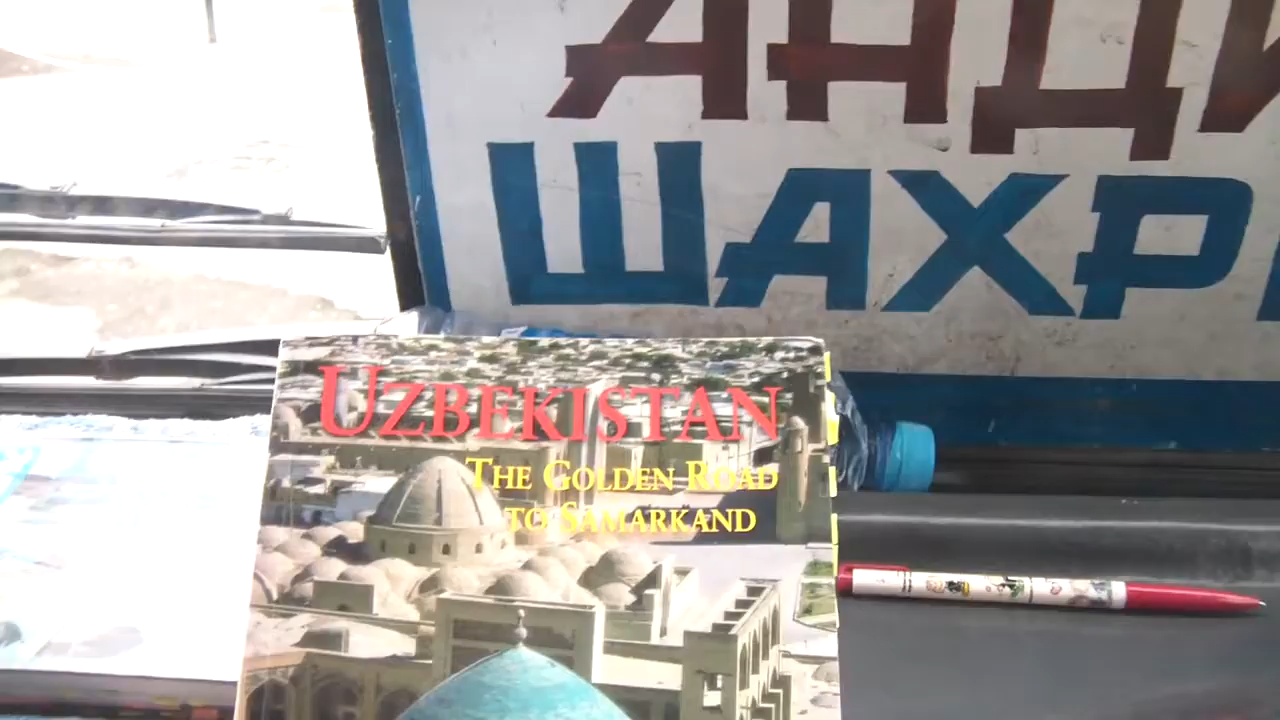 АНДИ
ШАХР
UZBEKISTAN
THE GOLDEN ROAD
TO SAMARKAND